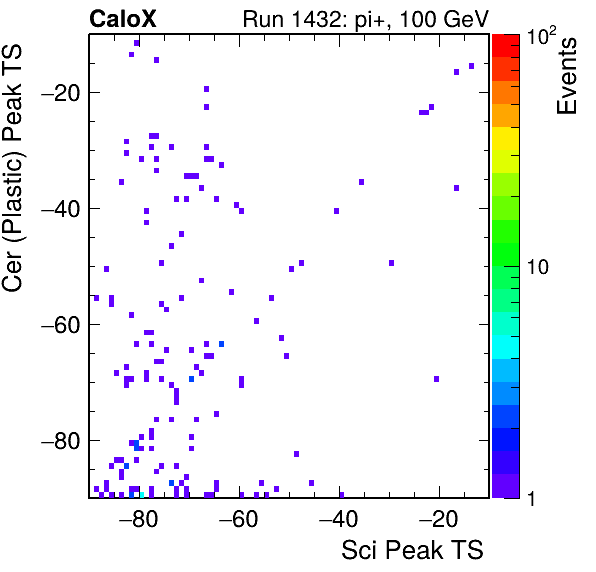 CaloX Run 1432: pi+, 100 GeV
Cer (Plastic) Peak TS
−20
−40
−60
−80
−80 −60 −40 −20
Sci Peak TS
10²
10
1
Events